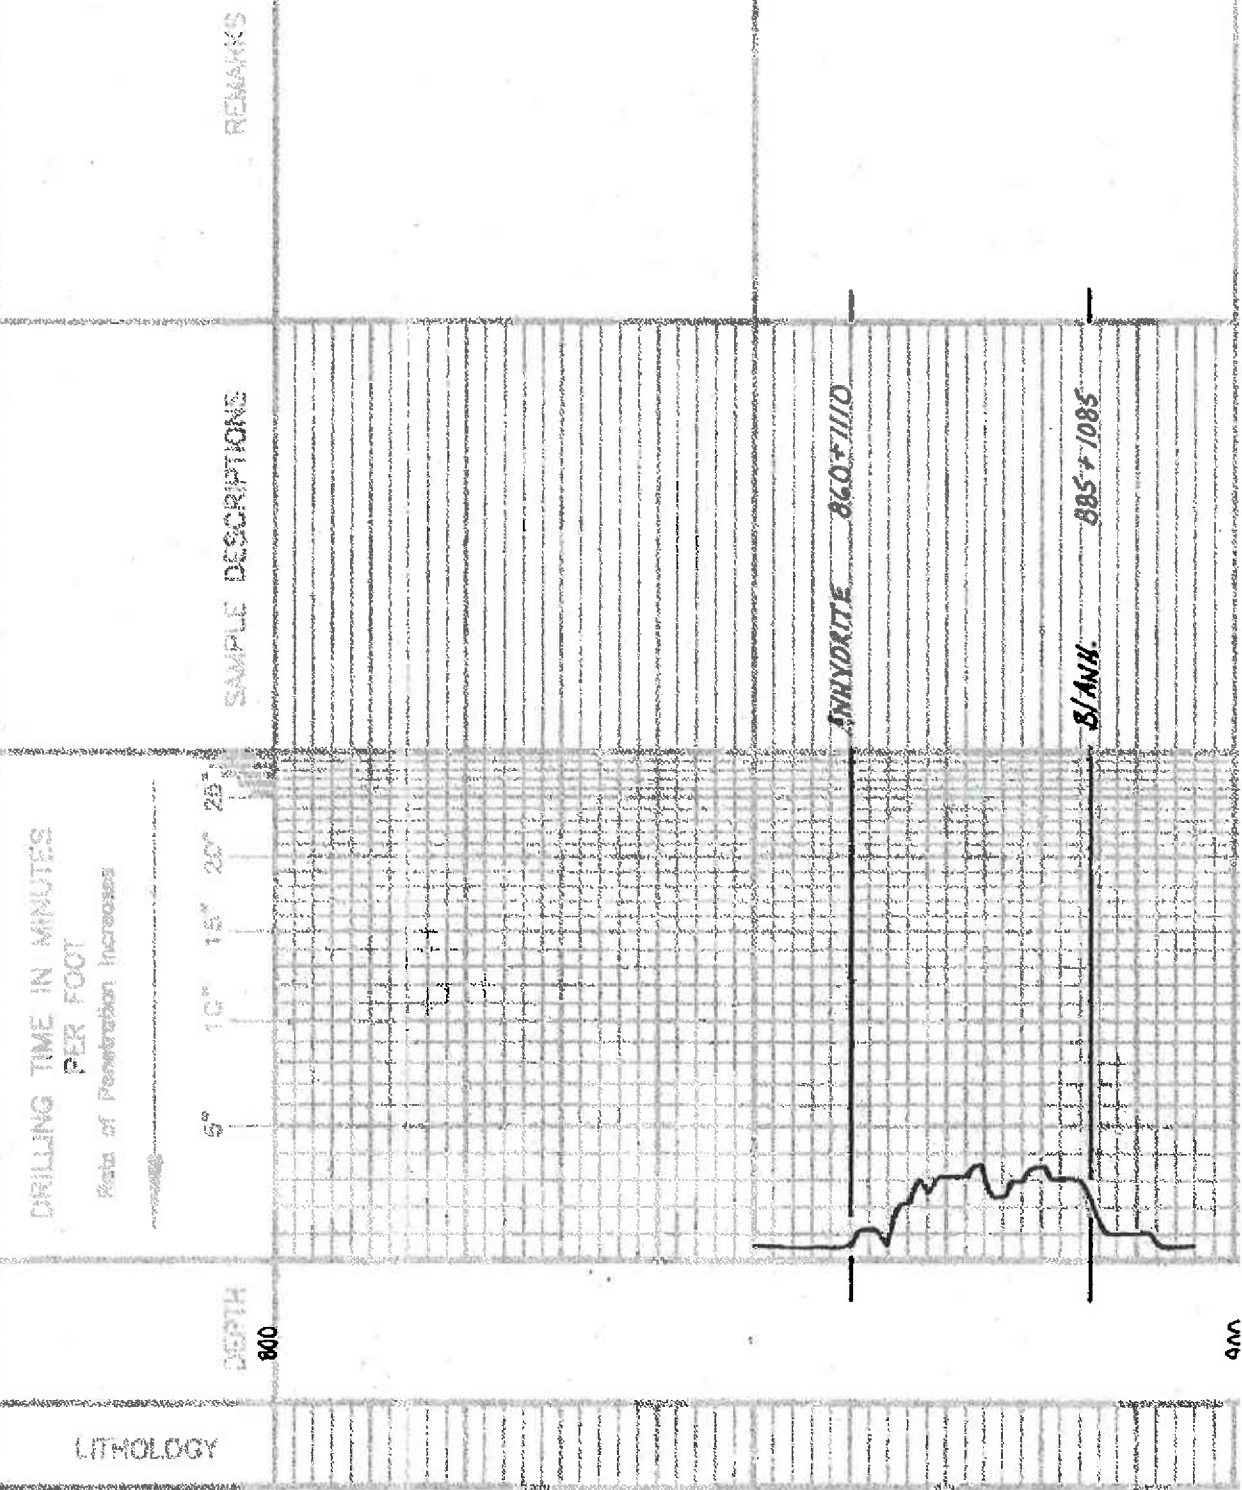 LITHOLOGY
DEPTH
DRILLING TIME IN MINUTES
PER FOOT
Rate of Penetration Increases
5" 10" 15" 20" 25"
SAMPLE DESCRIPTIONS
REMARKS
800
ANHYDRITE 860+1110
B/ANH. 885+1085
900